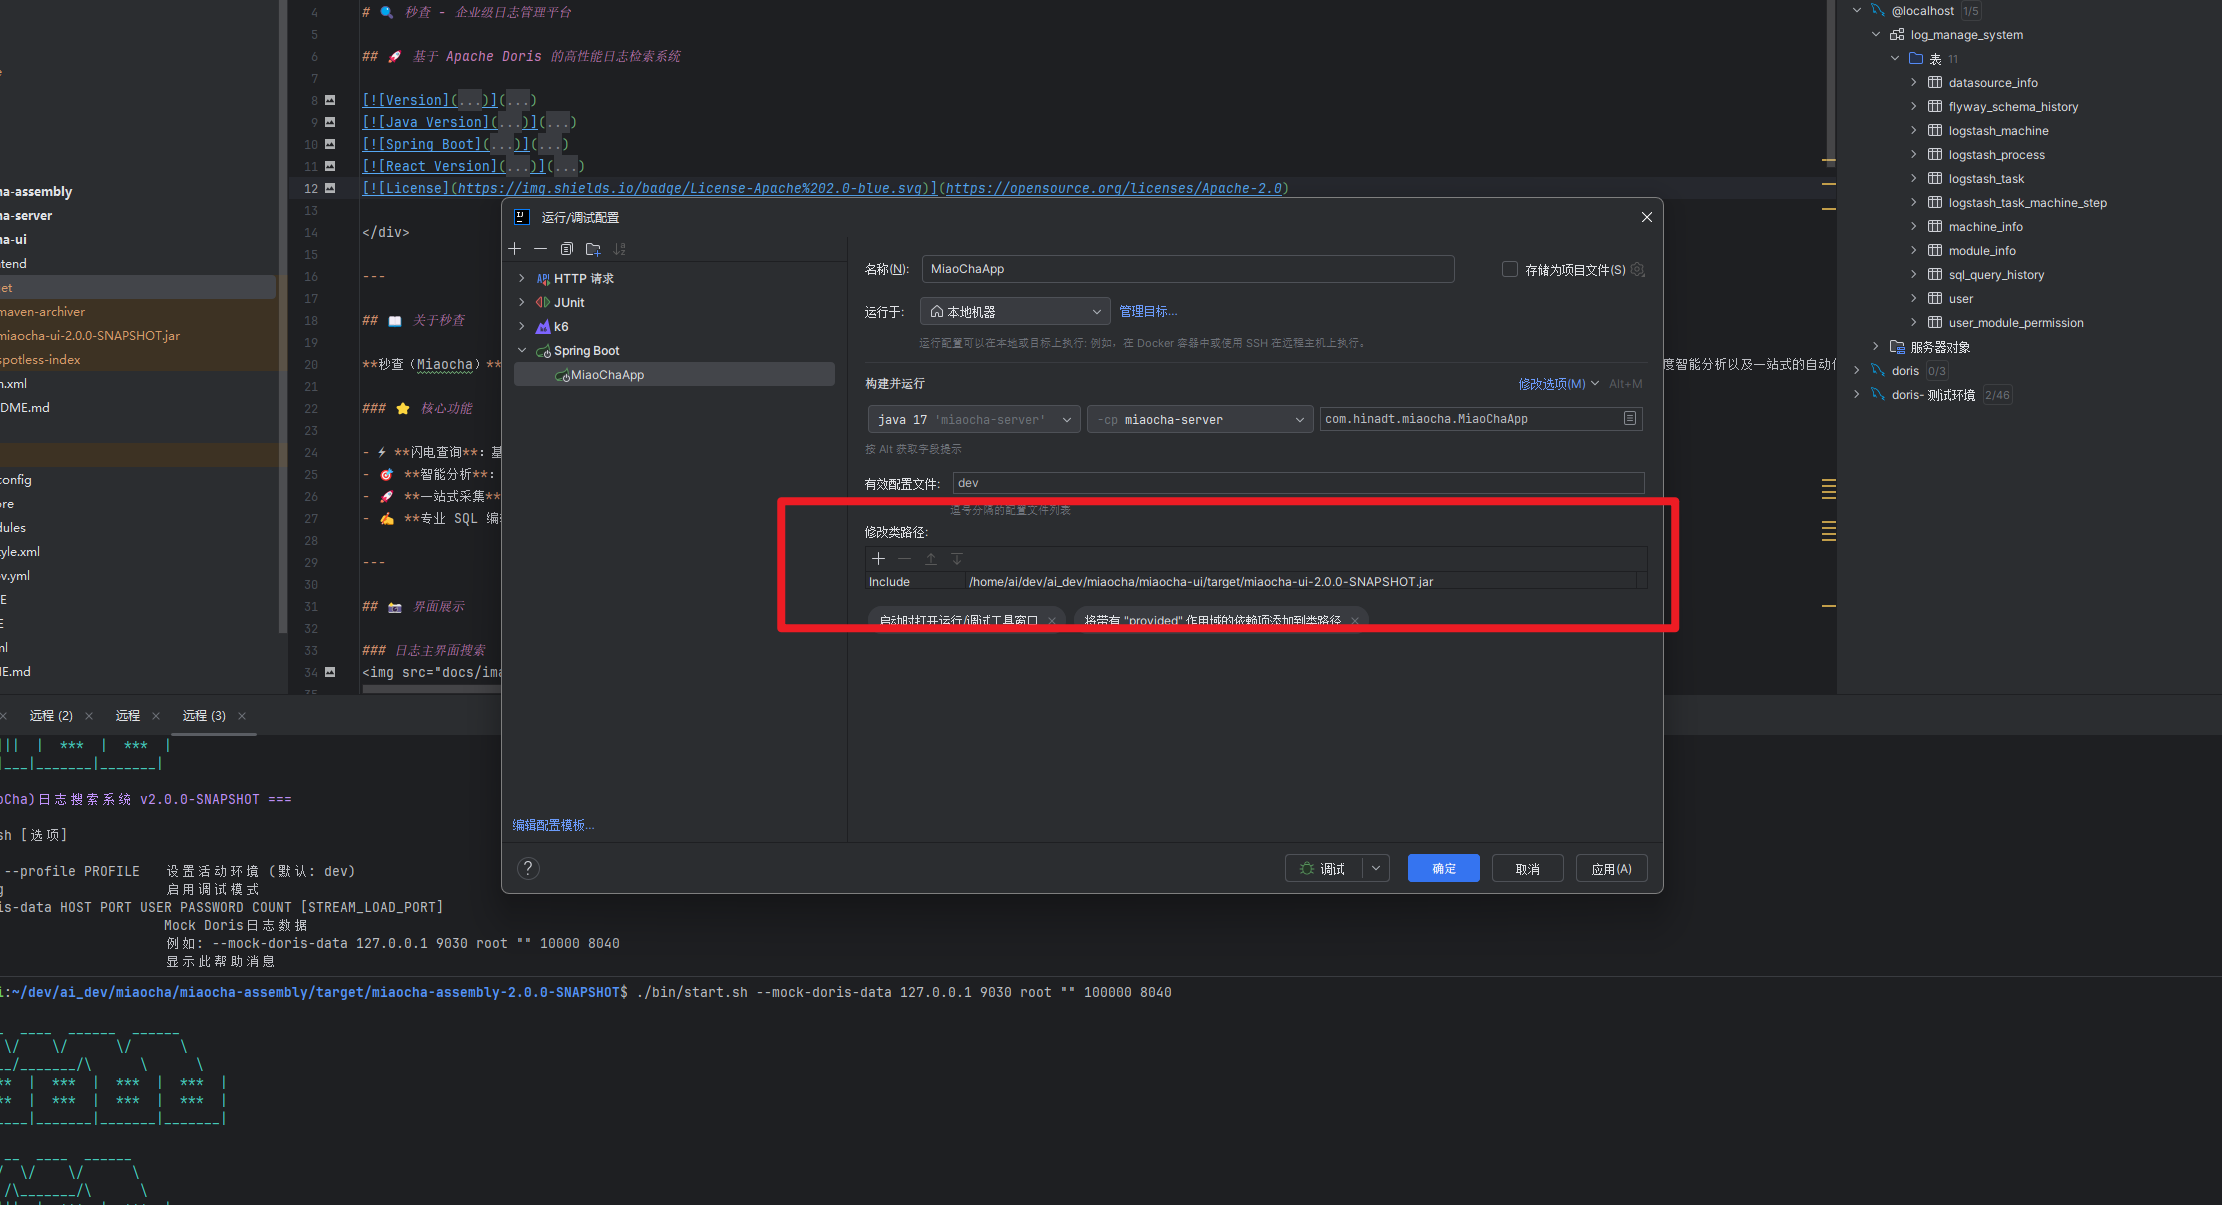 4 # 🔍 秒查 - 企业级日志管理平台
5
6 ## 🚀 基于 Apache Doris 的高性能日志检索系统
7
8 [![Version](...)](...)
9 [![Java Version](...)](...)
10 [![Spring Boot](...)](...)
11 [![React Version](...)](...)
12 [![License](https://img.shields.io/badge/License-Apache%202.0-blue.svg)](https://opensource.org/licenses/Apache-2.0)
13
14 </div>
15
16 ---
17
18 ## 📖 关于秒查
19
20 **秒查（Miaocha）**
度智能分析以及一站式的自动化
21
22 ### ⭐ 核心功能
23
24 - ⚡ **闪电查询**: 基
25 - 🎯 **智能分析**:
26 - 🚀 **一站式采集**
27 - ✍️ **专业 SQL 编辑
28
29 ---
30
31 ## 📸 界面展示
32
33 ### 日志主界面搜索
34 <img src="docs/ima
35
ha-assembly
ha-server
ha-ui
ntend
et
maven-archiver
miaocha-ui-2.0.0-SNAPSHOT.jar
spotless-index
n.xml
DME.md
config
ore
dules
tyle.xml
v.yml
E
E
ml
IE.md
@localhost 1/5
log_manage_system
表 11
datasource_info
flyway_schema_history
logstash_machine
logstash_process
logstash_task
logstash_task_machine_step
machine_info
module_info
sql_query_history
user
user_module_permission
服务器对象
doris 0/3
doris- 测试环境 2/46
运行/调试配置
HTTP 请求
JUnit
k6
Spring Boot
MiaoChaApp
编辑配置模板...
名称(N): MiaoChaApp 存储为项目文件(S)
运行于: 本地机器 管理目标...
运行配置可以在本地或目标上执行: 例如，在 Docker 容器中或使用 SSH 在远程主机上执行。
构建并运行 修改选项(M) Alt+M
java 17 'miaocha-server' -cp miaocha-server com.hinadt.miaocha.MiaoChaApp
按 Alt 获取字段提示
有效配置文件: dev
逗号分隔的配置文件列表
修改类路径:
Include /home/ai/dev/ai_dev/miaocha/miaocha-ui/target/miaocha-ui-2.0.0-SNAPSHOT.jar
启动时打开运行/调试工具窗口 × 将带有 "provided" 作用域的依赖项添加到类路径 ×
? 调试 确定 取消 应用(A)
远程 (2) × 远程 × 远程 (3) ×
||| | *** | *** |
|___|_______|_______|
oCha)日志搜索系统 v2.0.0-SNAPSHOT ===
sh [选项]
--profile PROFILE 设置活动环境 (默认: dev)
g 启用调试模式
is-data HOST PORT USER PASSWORD COUNT [STREAM_LOAD_PORT]
Mock Doris日志数据
例如: --mock-doris-data 127.0.0.1 9030 root "" 10000 8040
显示此帮助消息
i:~/dev/ai_dev/miaocha/miaocha-assembly/target/miaocha-assembly-2.0.0-SNAPSHOT$ ./bin/start.sh --mock-doris-data 127.0.0.1 9030 root "" 100000 8040